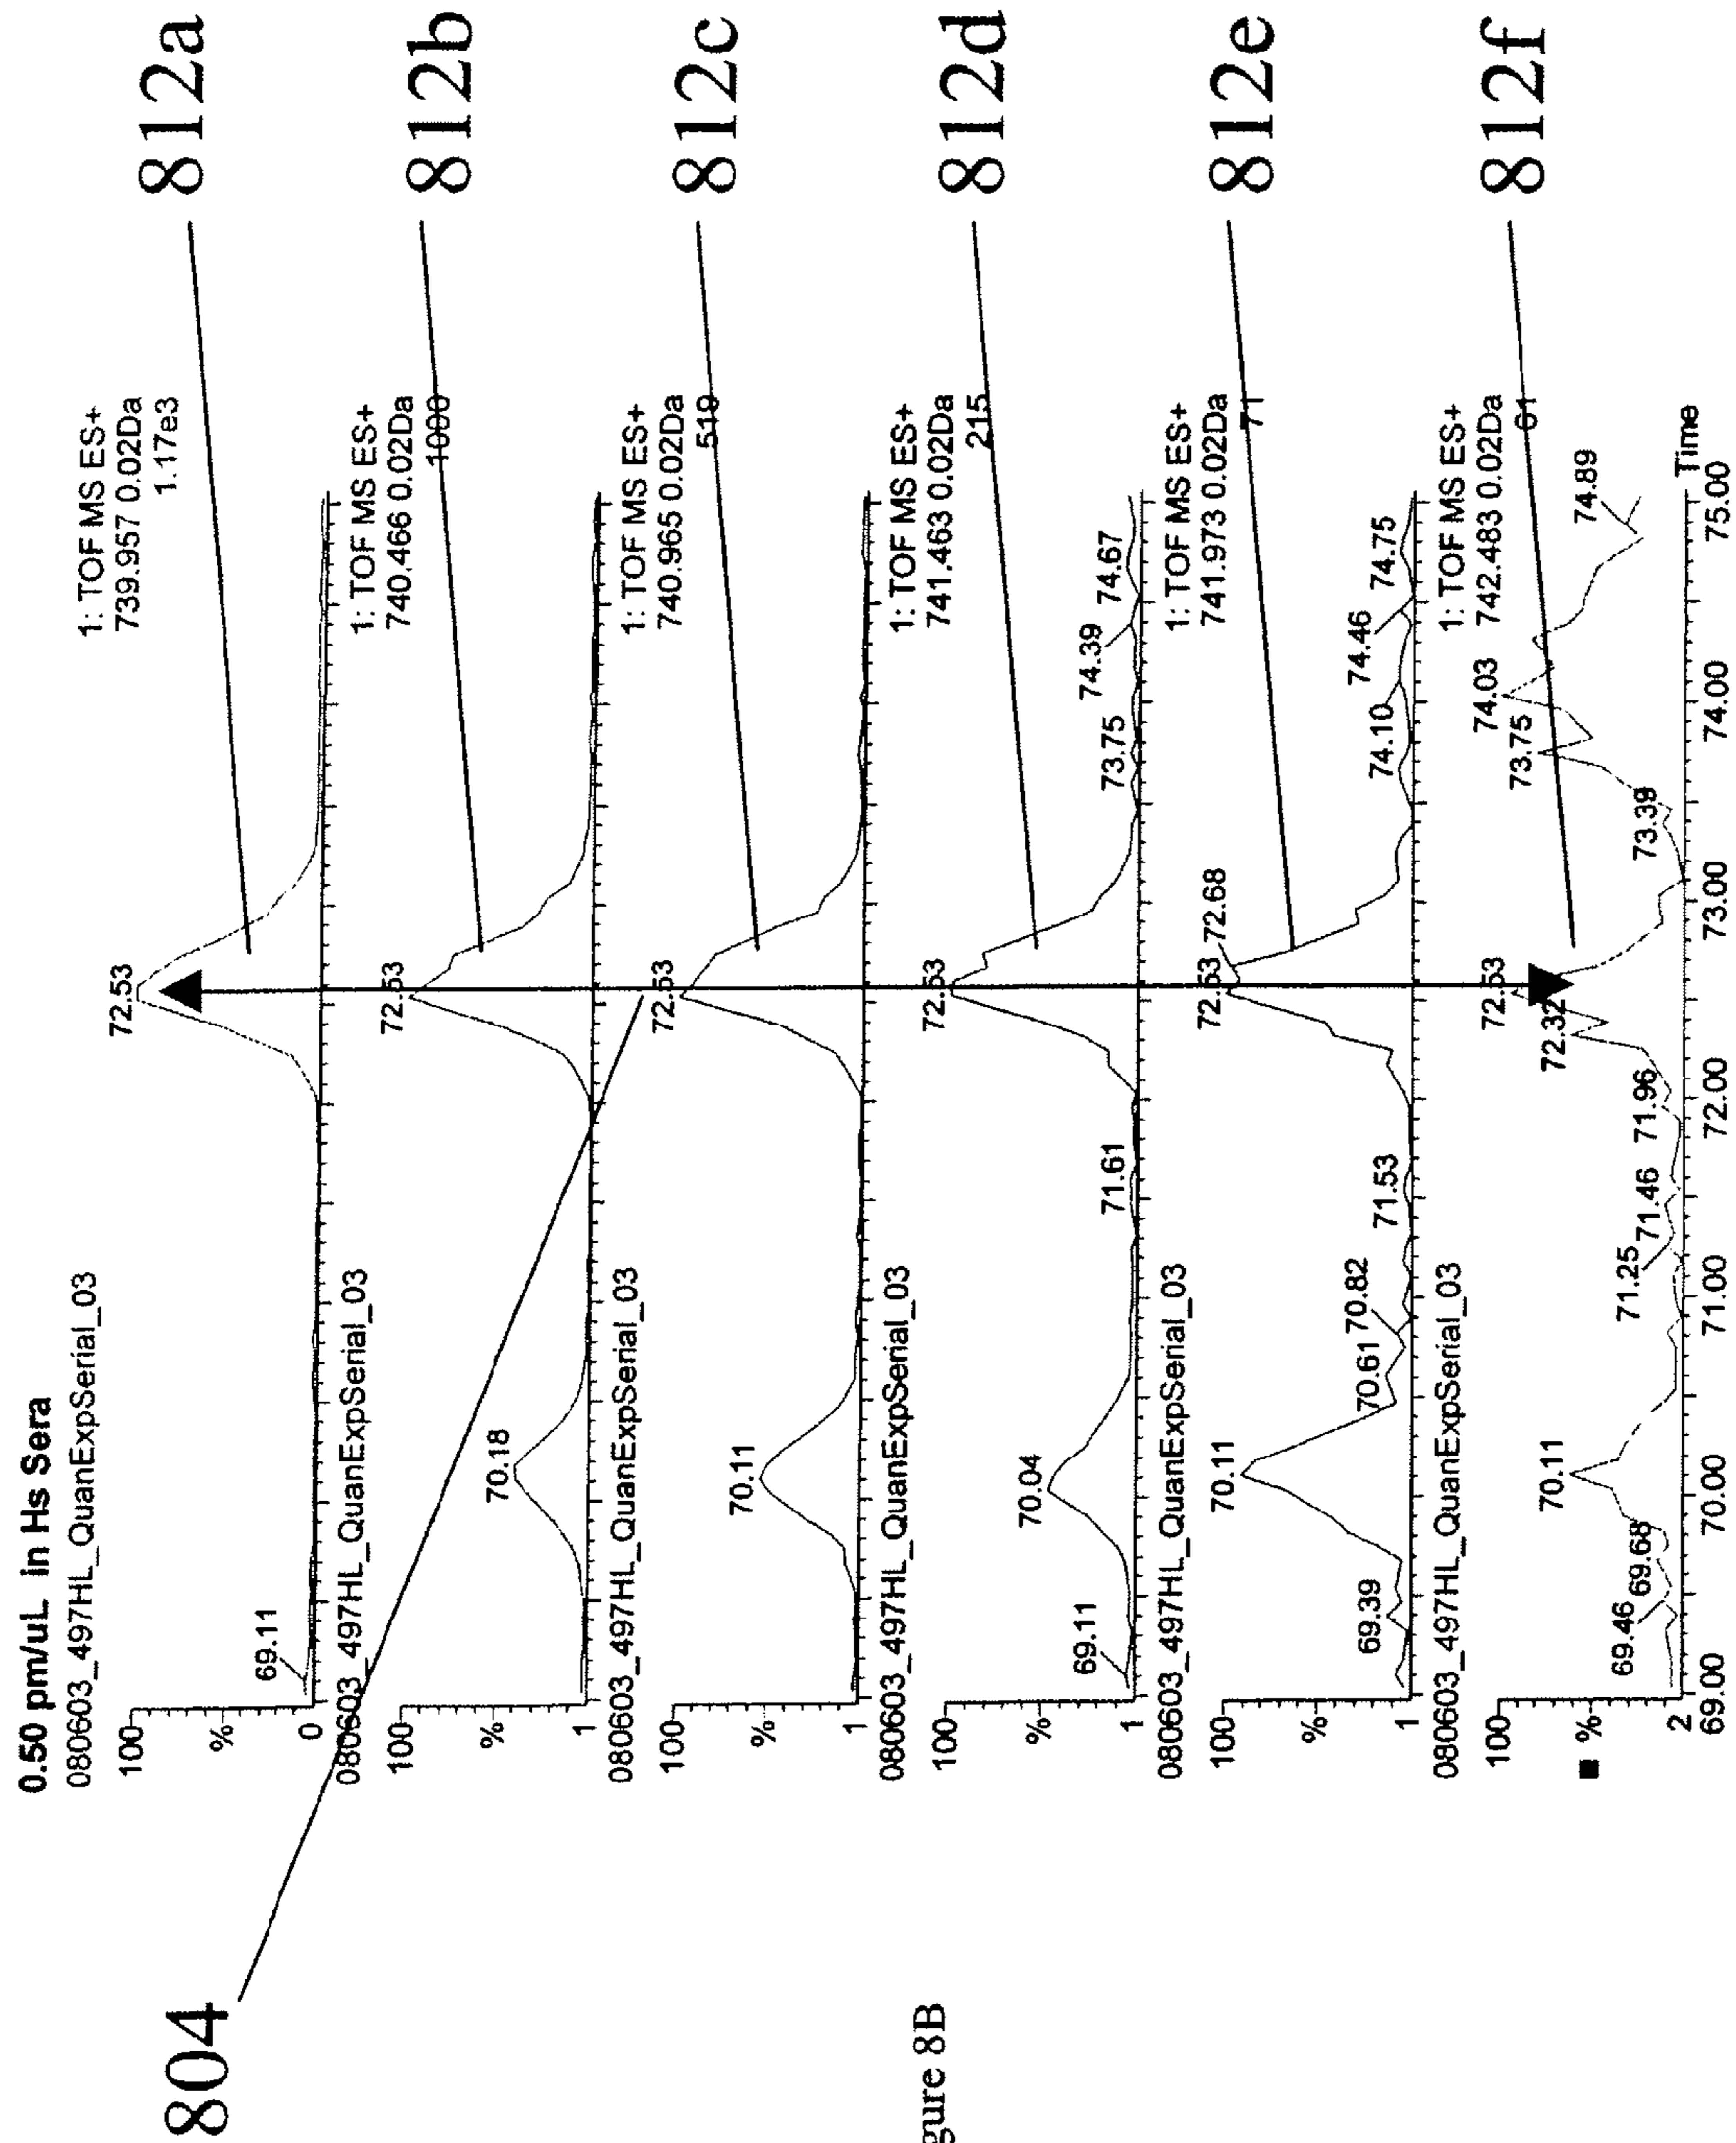 0.50 pm/uL in Hs Sera
080603_497HL_QuanExpSerial_03
1: TOF MS ES+
739.957 0.02Da
1.17e3
812a
100
%
0
69.11
72.53
080603_497HL_QuanExpSerial_03
1: TOF MS ES+
740.466 0.02Da
1000
812b
100
%
1
70.18
72.53
080603_497HL_QuanExpSerial_03
1: TOF MS ES+
740.965 0.02Da
519
812c
100
%
1
70.11
72.53
080603_497HL_QuanExpSerial_03
1: TOF MS ES+
741.463 0.02Da
215
812d
100
%
1
69.11
70.04
71.61
72.53
73.75
74.39
74.67
080603_497HL_QuanExpSerial_03
1: TOF MS ES+
741.973 0.02Da
71
812e
100
%
1
69.39
70.11
70.61
70.82
71.53
72.53
72.68
74.10
74.46
74.75
080603_497HL_QuanExpSerial_03
1: TOF MS ES+
742.483 0.02Da
61
812f
100
%
2
69.46
69.68
70.11
71.25
71.46
71.96
72.32
72.53
73.39
73.75
74.03
74.89
Time
69.00 70.00 71.00 72.00 73.00 74.00 75.00
804
gure 8B